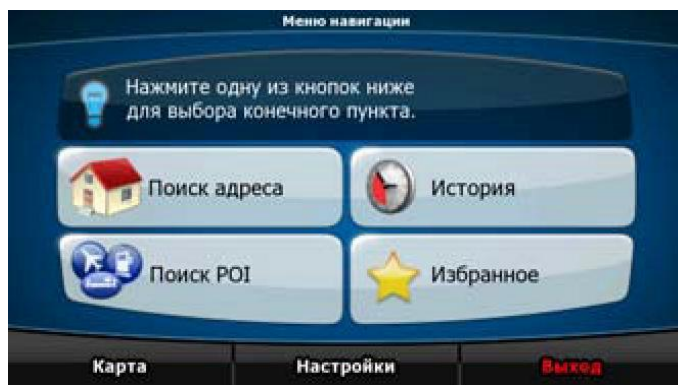 Меню навигации
Нажмите одну из кнопок ниже
для выбора конечного пункта.
Поиск адреса
История
Поиск POI
Избранное
Карта
Настройки
Выход